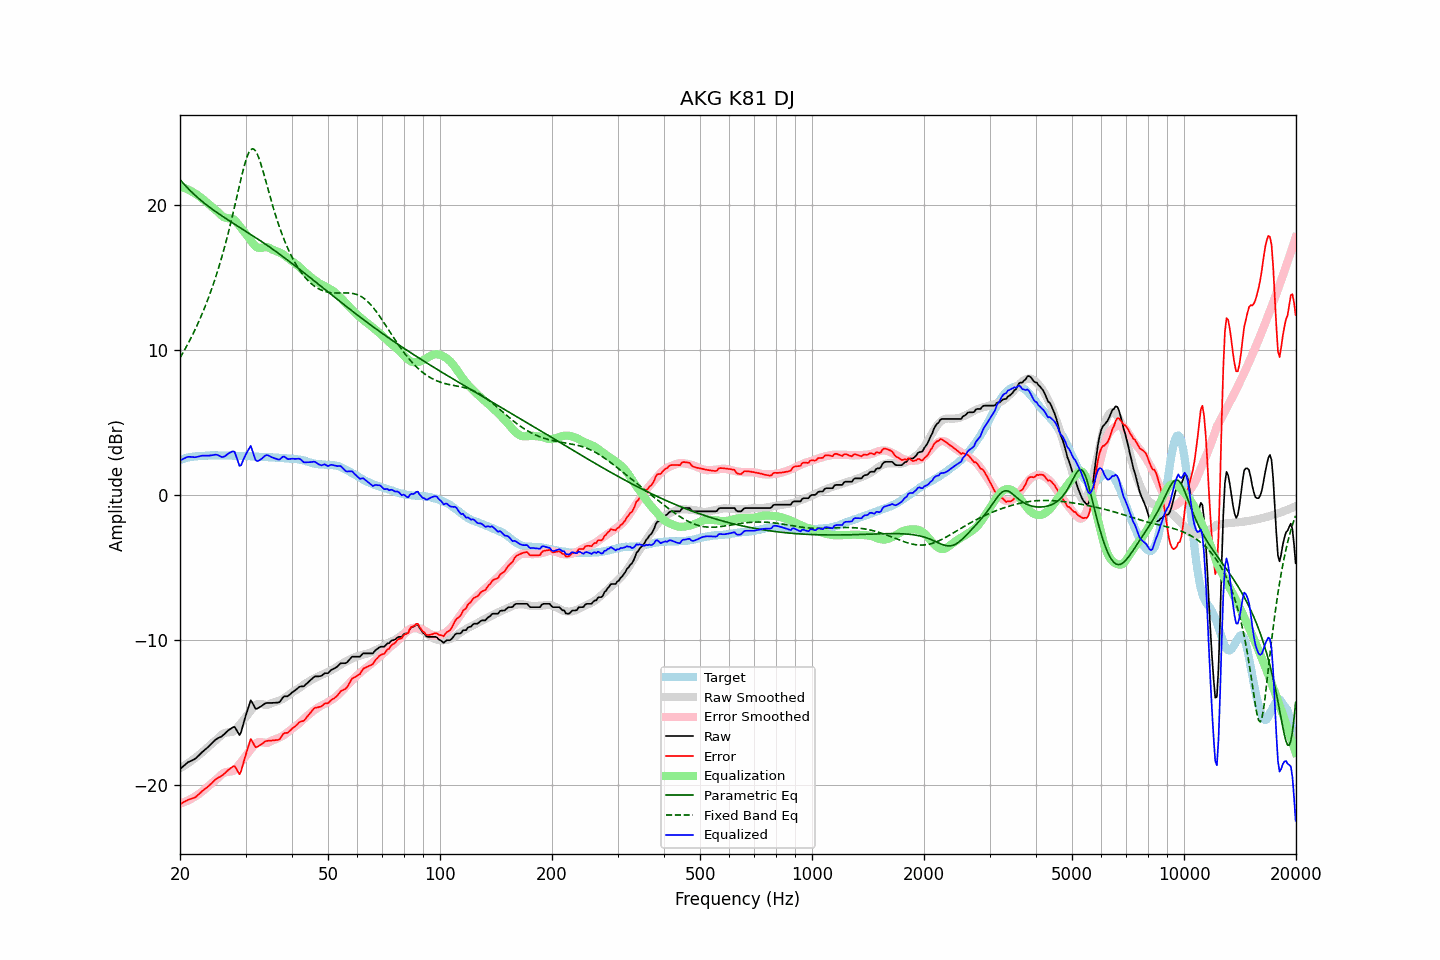 AKG K81 DJ
Amplitude (dBr)
20
10
0
−10
−20
Target
Raw Smoothed
Error Smoothed
Raw
Error
Equalization
Parametric Eq
Fixed Band Eq
Equalized
20 50 100 200 500 1000 2000 5000 10000 20000
Frequency (Hz)